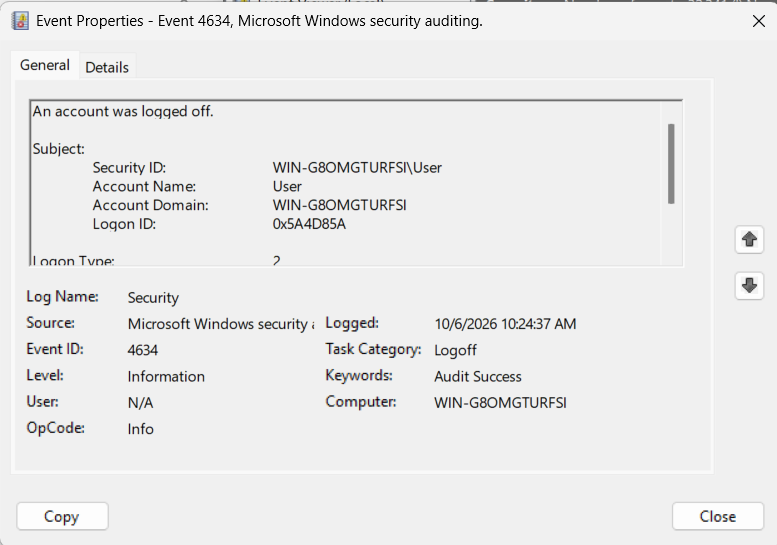 Event Properties - Event 4634, Microsoft Windows security auditing.
General Details
An account was logged off.
Subject:
Security ID: WIN-G8OMGTURFSI\User
Account Name: User
Account Domain: WIN-G8OMGTURFSI
Logon ID: 0x5A4D85A
Logon Type: 2
Log Name: Security
Source: Microsoft Windows security a Logged: 10/6/2026 10:24:37 AM
Event ID: 4634 Task Category: Logoff
Level: Information Keywords: Audit Success
User: N/A Computer: WIN-G8OMGTURFSI
OpCode: Info
Copy Close